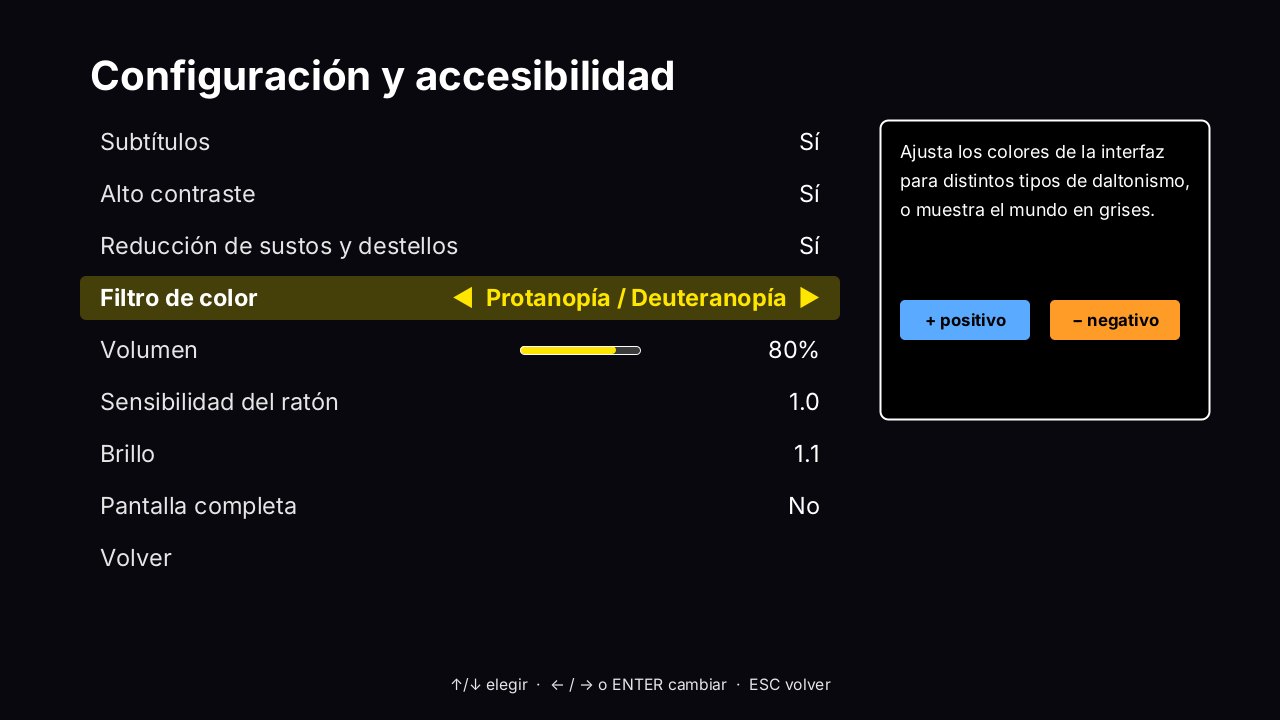 Configuración y accesibilidad
Subtítulos Sí
Alto contraste Sí
Reducción de sustos y destellos Sí
Filtro de color ◀ Protanopía / Deuteranopía ▶
Volumen 80%
Sensibilidad del ratón 1.0
Brillo 1.1
Pantalla completa No
Volver
Ajusta los colores de la interfaz
para distintos tipos de daltonismo,
o muestra el mundo en grises.
+ positivo
– negativo
↑/↓ elegir · ← / → o ENTER cambiar · ESC volver